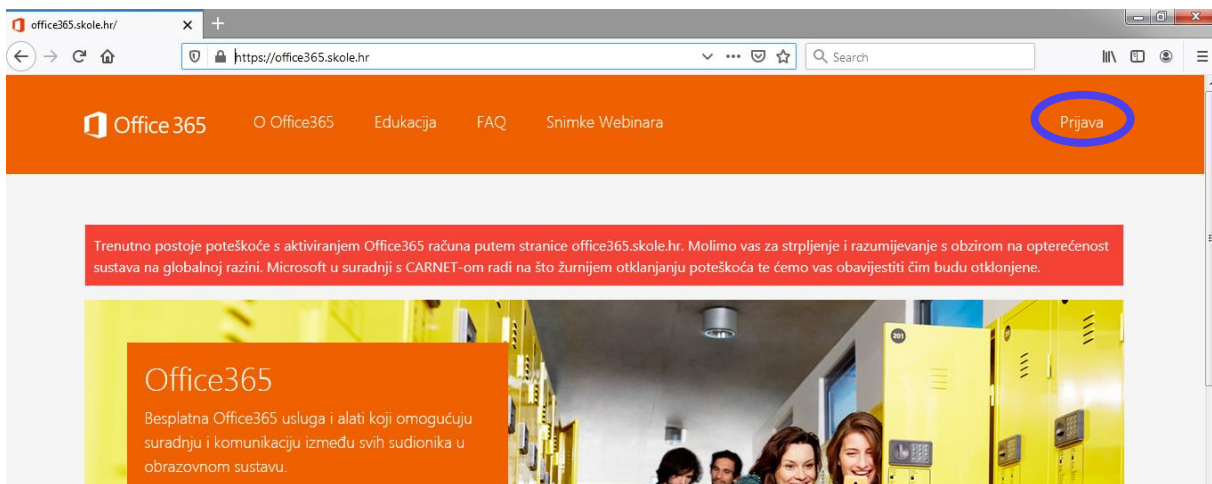 office365.skole.hr/
https://office365.skole.hr
Search
Office 365
O Office365
Edukacija
FAQ
Snimke Webinara
Prijava
Trenutno postoje poteškoće s aktiviranjem Office365 računa putem stranice office365.skole.hr. Molimo vas za strpljenje i razumijevanje s obzirom na opterećenost
sustava na globalnoj razini. Microsoft u suradnji s CARNET-om radi na što žurnijem otklanjanju poteškoća te ćemo vas obavijestiti čim budu otklonjene.
201
Office365
Besplatna Office365 usluga i alati koji omogućuju
suradnju i komunikaciju između svih sudionika u
obrazovnom sustavu.